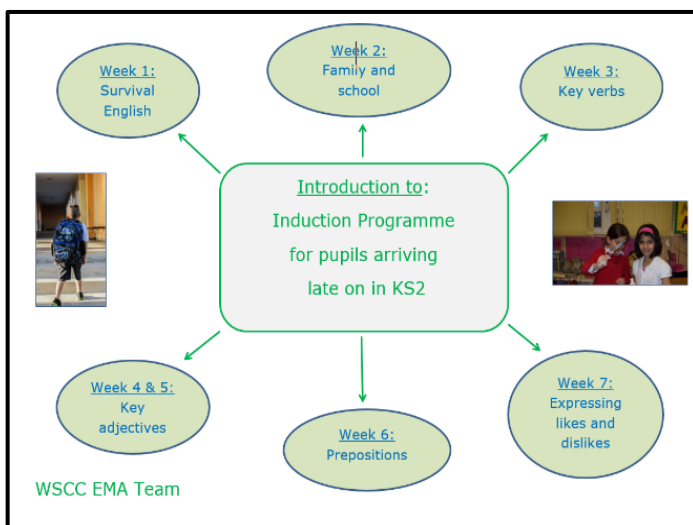 Week 1:
Survival
English
Week 2:
Family and
school
Week 3:
Key verbs
Introduction to:
Induction Programme
for pupils arriving
late on in KS2
Week 4 & 5:
Key
adjectives
Week 6:
Prepositions
Week 7:
Expressing
likes and
dislikes
WSCC EMA Team